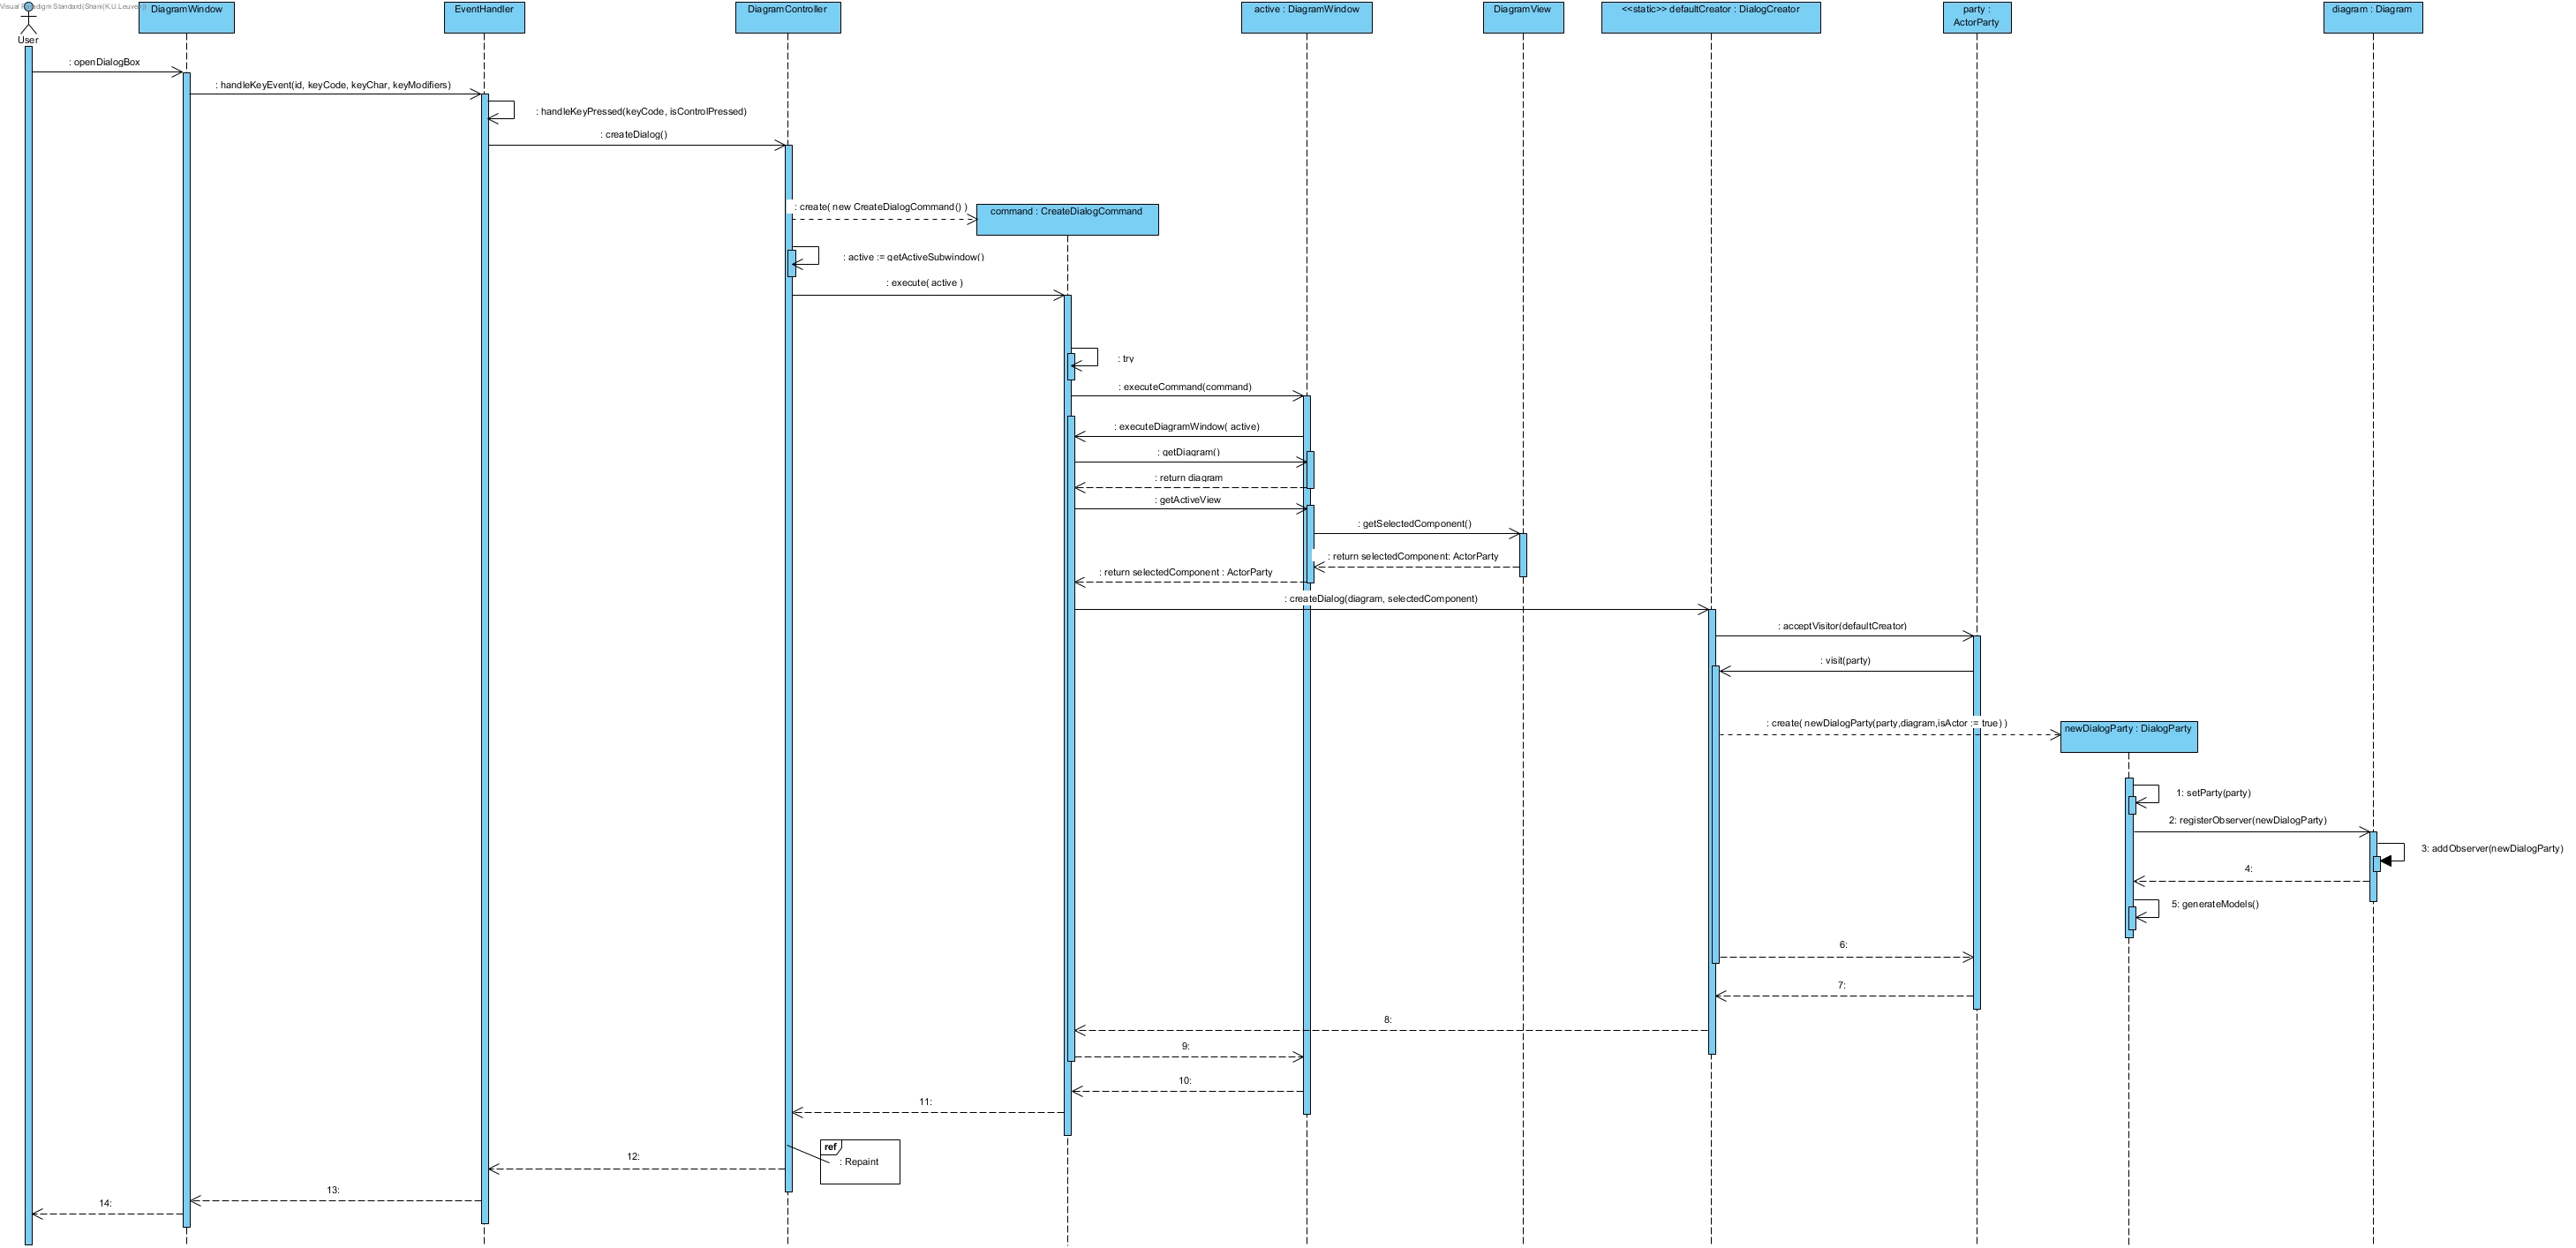 Visual Paradigm Standard(Shani(K.U.Leuven))
User
DiagramWindow
EventHandler
DiagramController
active : DiagramWindow
DiagramView
<<static>> defaultCreator : DialogCreator
party :
ActorParty
diagram : Diagram
: openDialogBox
: handleKeyEvent(id, keyCode, keyChar, keyModifiers)
: handleKeyPressed(keyCode, isControlPressed)
: createDialog()
: create( new CreateDialogCommand() )
command : CreateDialogCommand
: active := getActiveSubwindow()
: execute( active )
: try
: executeCommand(command)
: executeDiagramWindow( active)
: getDiagram()
: return diagram
: getActiveView
: getSelectedComponent()
: return selectedComponent: ActorParty
: return selectedComponent : ActorParty
: createDialog(diagram, selectedComponent)
: acceptVisitor(defaultCreator)
: visit(party)
: create( newDialogParty(party,diagram,isActor := true) )
newDialogParty : DialogParty
1: setParty(party)
2: registerObserver(newDialogParty)
3: addObserver(newDialogParty)
4:
5: generateModels()
6:
7:
8:
9:
10:
11:
ref
: Repaint
12:
13:
14: